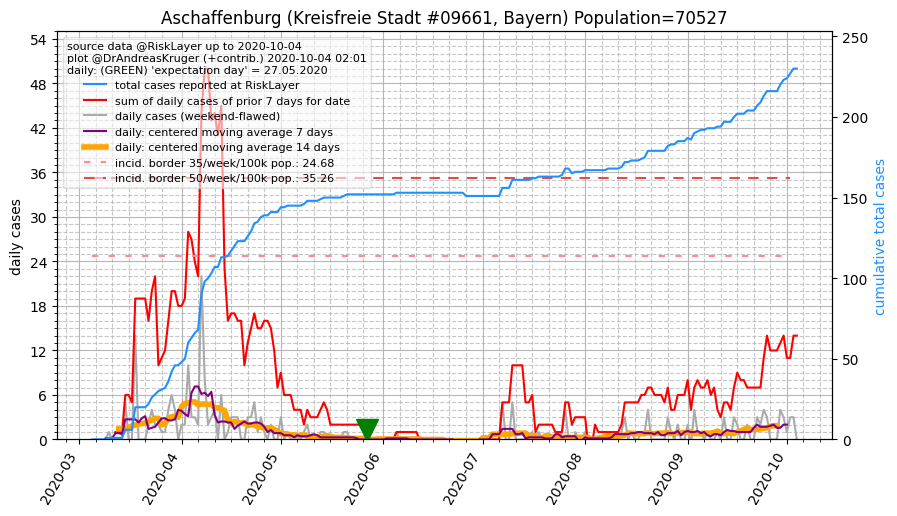 Aschaffenburg (Kreisfreie Stadt #09661, Bayern) Population=70527
source data @RiskLayer up to 2020-10-04
plot @DrAndreasKruger (+contrib.) 2020-10-04 02:01
daily: (GREEN) 'expectation day' = 27.05.2020
total cases reported at RiskLayer
sum of daily cases of prior 7 days for date
daily cases (weekend-flawed)
daily: centered moving average 7 days
daily: centered moving average 14 days
incid. border 35/week/100k pop.: 24.68
incid. border 50/week/100k pop.: 35.26
daily cases
54
48
42
36
30
24
18
12
6
0
cumulative total cases
250
200
150
100
50
0
2020-03
2020-04
2020-05
2020-06
2020-07
2020-08
2020-09
2020-10